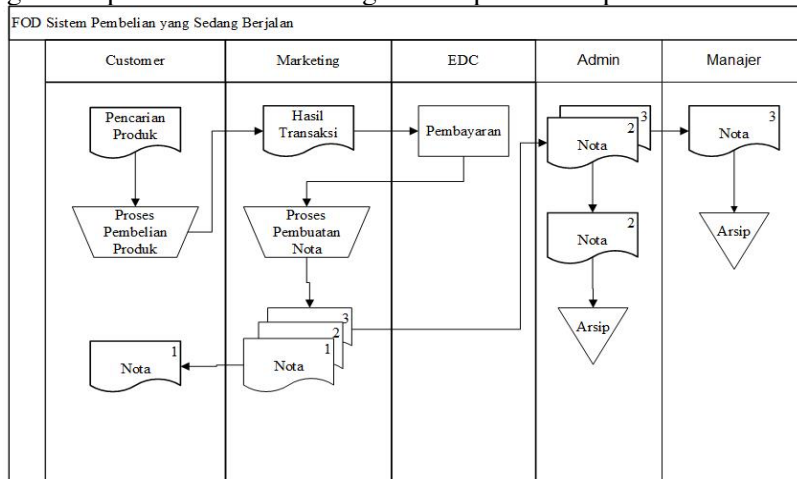 FOD Sistem Pembelian yang Sedang Berjalan
Customer
Marketing
EDC
Admin
Manajer
Pencarian
Produk
Hasil
Transaksi
Pembayaran
3
2
Nota
3
Nota
Proses
Pembelian
Produk
Proses
Pembuatan
Nota
2
Nota
Arsip
3
2
1
Nota
1
Nota
Arsip